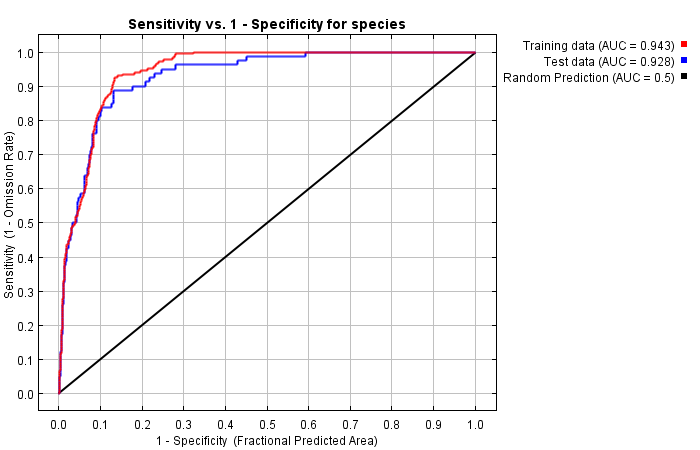 Sensitivity vs. 1 - Specificity for species
Training data (AUC = 0.943)
Test data (AUC = 0.928)
Random Prediction (AUC = 0.5)
Sensitivity (1 - Omission Rate)
1.0
0.9
0.8
0.7
0.6
0.5
0.4
0.3
0.2
0.1
0.0
0.0 0.1 0.2 0.3 0.4 0.5 0.6 0.7 0.8 0.9 1.0
1 - Specificity (Fractional Predicted Area)